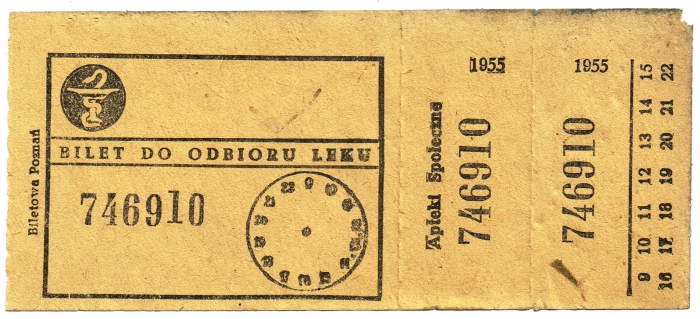 Biletowa Poznań
BILET DO ODBIORU LEKU
746910
Apteki Społeczne
1955
746910
1955
746910
9 10 11 12 13 14 15
16 17 18 19 20 21 22